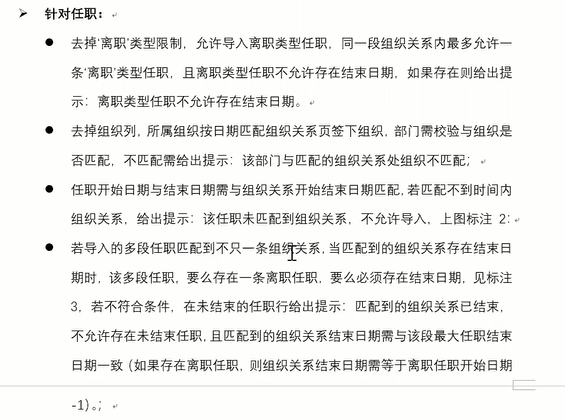 针对任职：
去掉‘离职’类型限制，允许导入离职类型任职，同一段组织关系内最多允许一
条‘离职’类型任职，且离职类型任职不允许存在结束日期，如果存在则给出提
示：离职类型任职不允许存在结束日期。
去掉组织列，所属组织按日期匹配组织关系页签下组织，部门需校验与组织是
否匹配，不匹配需给出提示：该部门与匹配的组织关系处组织不匹配；
任职开始日期与结束日期需与组织关系开始结束日期匹配，若匹配不到时间内
组织关系，给出提示：该任职未匹配到组织关系，不允许导入，上图标注 2：
若导入的多段任职匹配到不只一条组织关系，当匹配到的组织关系存在结束日
期时，该多段任职，要么存在一条离职任职，要么必须存在结束日期，见标注
3，若不符合条件，在未结束的任职行给出提示：匹配到的组织关系已结束，
不允许存在未结束任职，且匹配到的组织关系结束日期需与该段最大任职结束
日期一致（如果存在离职任职，则组织关系结束日期需等于离职任职开始日期
-1）。；